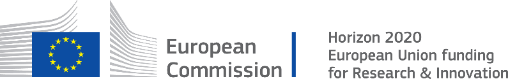 European
Commission
Horizon 2020
European Union funding
for Research & Innovation